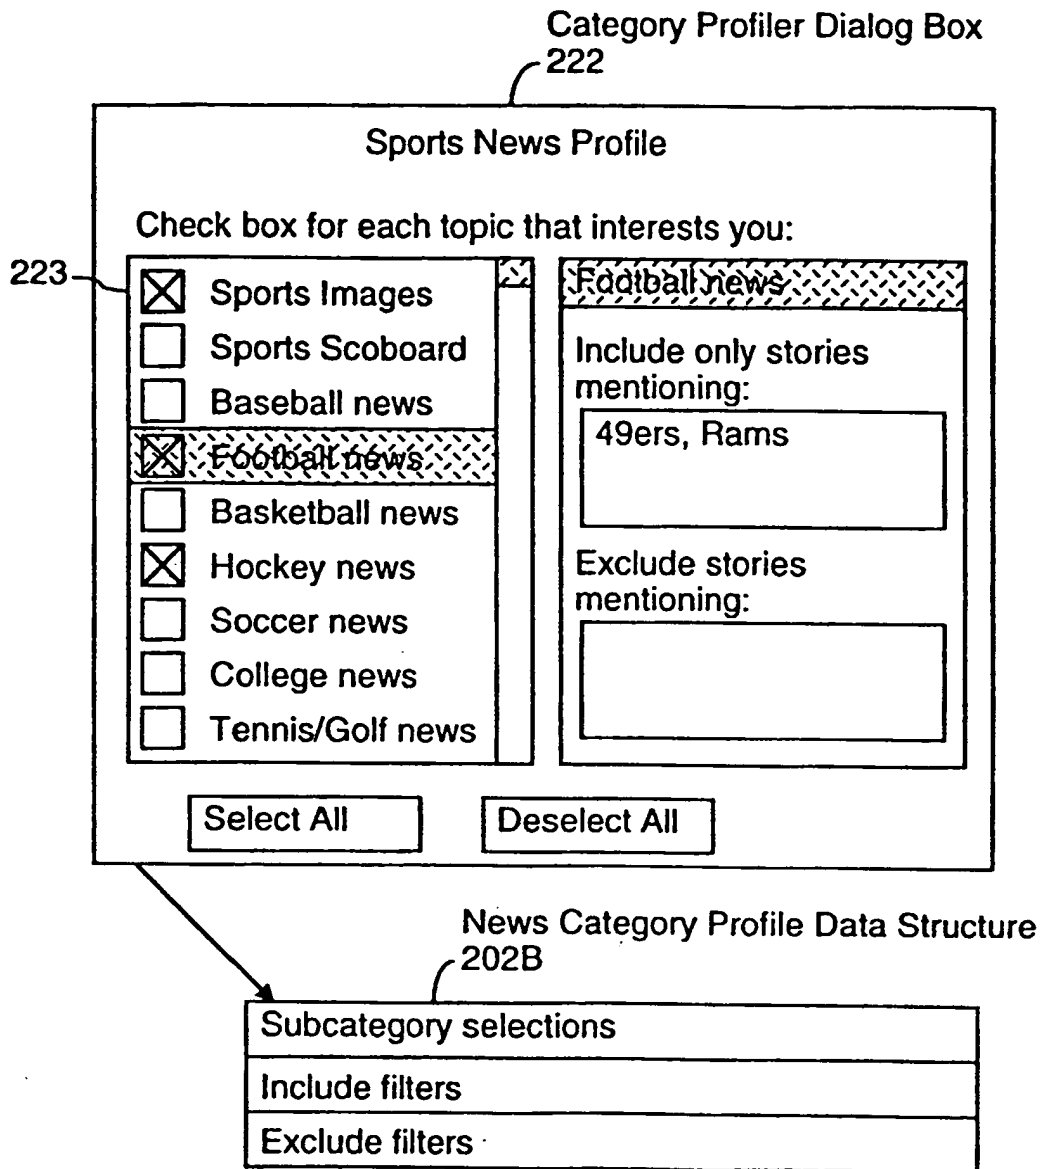 Category Profiler Dialog Box
222
Sports News Profile
Check box for each topic that interests you:
223
Sports Images
Sports Scoboard
Baseball news
Football news
Basketball news
Hockey news
Soccer news
College news
Tennis/Golf news
Football news
Include only stories
mentioning:
49ers, Rams
Exclude stories
mentioning:
Select All
Deselect All
News Category Profile Data Structure
202B
Subcategory selections
Include filters
Exclude filters